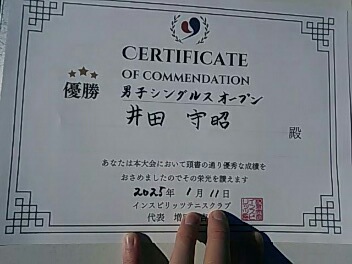 CERTIFICATE
OF COMMENDATION
優勝 男子シングルスオープン
井田 守昭
殿
あなたは本大会において頭書の通り優秀な成績を
おさめましたのでその栄光を讃えます
2025年 1月11日
インスピリッツテニスクラブ
代表 増